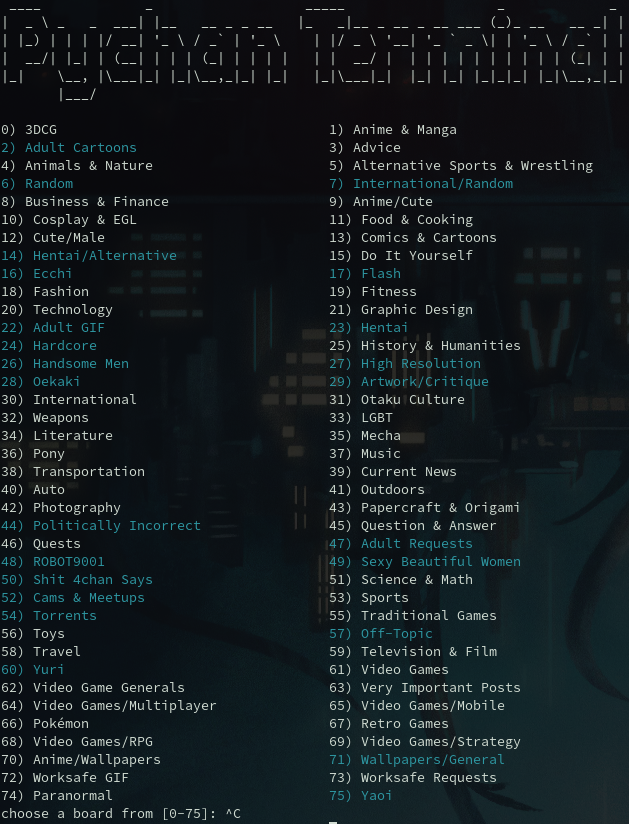 Pychan Terminal
0) 3DCG 1) Anime & Manga
2) Adult Cartoons 3) Advice
4) Animals & Nature 5) Alternative Sports & Wrestling
6) Random 7) International/Random
8) Business & Finance 9) Anime/Cute
10) Cosplay & EGL 11) Food & Cooking
12) Cute/Male 13) Comics & Cartoons
14) Hentai/Alternative 15) Do It Yourself
16) Ecchi 17) Flash
18) Fashion 19) Fitness
20) Technology 21) Graphic Design
22) Adult GIF 23) Hentai
24) Hardcore 25) History & Humanities
26) Handsome Men 27) High Resolution
28) Oekaki 29) Artwork/Critique
30) International 31) Otaku Culture
32) Weapons 33) LGBT
34) Literature 35) Mecha
36) Pony 37) Music
38) Transportation 39) Current News
40) Auto 41) Outdoors
42) Photography 43) Papercraft & Origami
44) Politically Incorrect 45) Question & Answer
46) Quests 47) Adult Requests
48) ROBOT9001 49) Sexy Beautiful Women
50) Shit 4chan Says 51) Science & Math
52) Cams & Meetups 53) Sports
54) Torrents 55) Traditional Games
56) Toys 57) Off-Topic
58) Travel 59) Television & Film
60) Yuri 61) Video Games
62) Video Game Generals 63) Very Important Posts
64) Video Games/Multiplayer 65) Video Games/Mobile
66) Pokémon 67) Retro Games
68) Video Games/RPG 69) Video Games/Strategy
70) Anime/Wallpapers 71) Wallpapers/General
72) Worksafe GIF 73) Worksafe Requests
74) Paranormal 75) Yaoi
choose a board from [0-75]: ^C